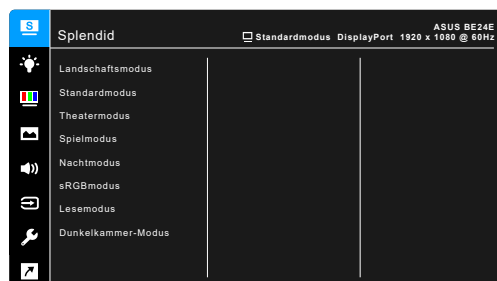 S
Splendid
Standardmodus DisplayPort 1920 x 1080 @ 60Hz
ASUS BE24E
Landschaftsmodus
Standardmodus
Theatermodus
Spielmodus
Nachtmodus
sRGBmodus
Lesemodus
Dunkelkammer-Modus